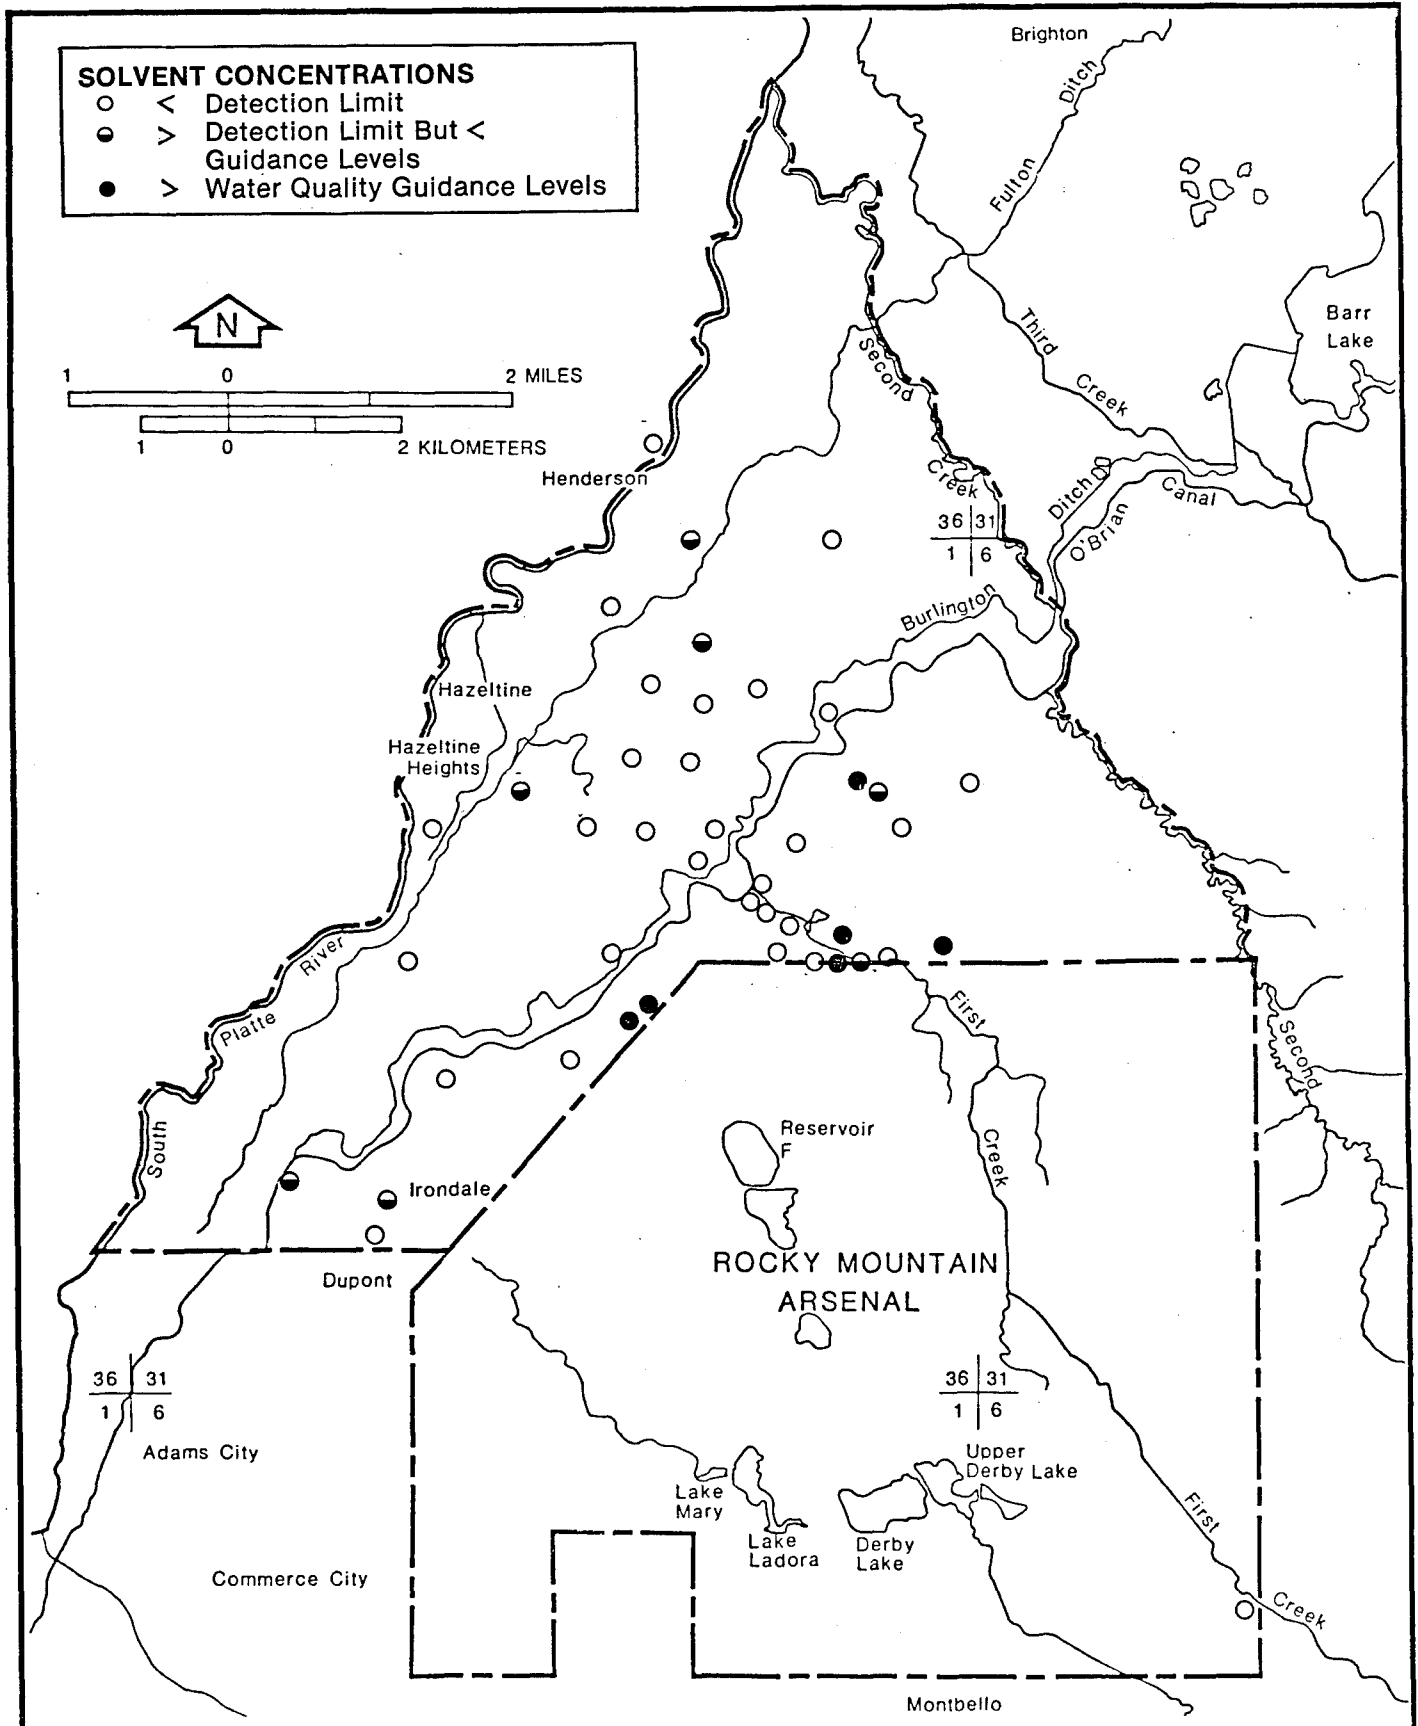 SOLVENT CONCENTRATIONS
< Detection Limit
> Detection Limit But <
Guidance Levels
> Water Quality Guidance Levels
Brighton
Fulton Ditch
N
1 0 2 MILES
1 0 2 KILOMETERS
Barr
Lake
Third Creek
Second Creek
Henderson
Ditch
O'Brian Canal
36 31
1 6
Burlington
Hazeltine
Hazeltine
Heights
South Platte River
First Creek
Second
Reservoir
F
Irondale
Dupont
ROCKY MOUNTAIN
ARSENAL
36 31
1 6
36 31
1 6
Adams City
Upper
Derby Lake
Lake
Mary
Lake
Ladora
Derby
Lake
First Creek
Commerce City
Montbello